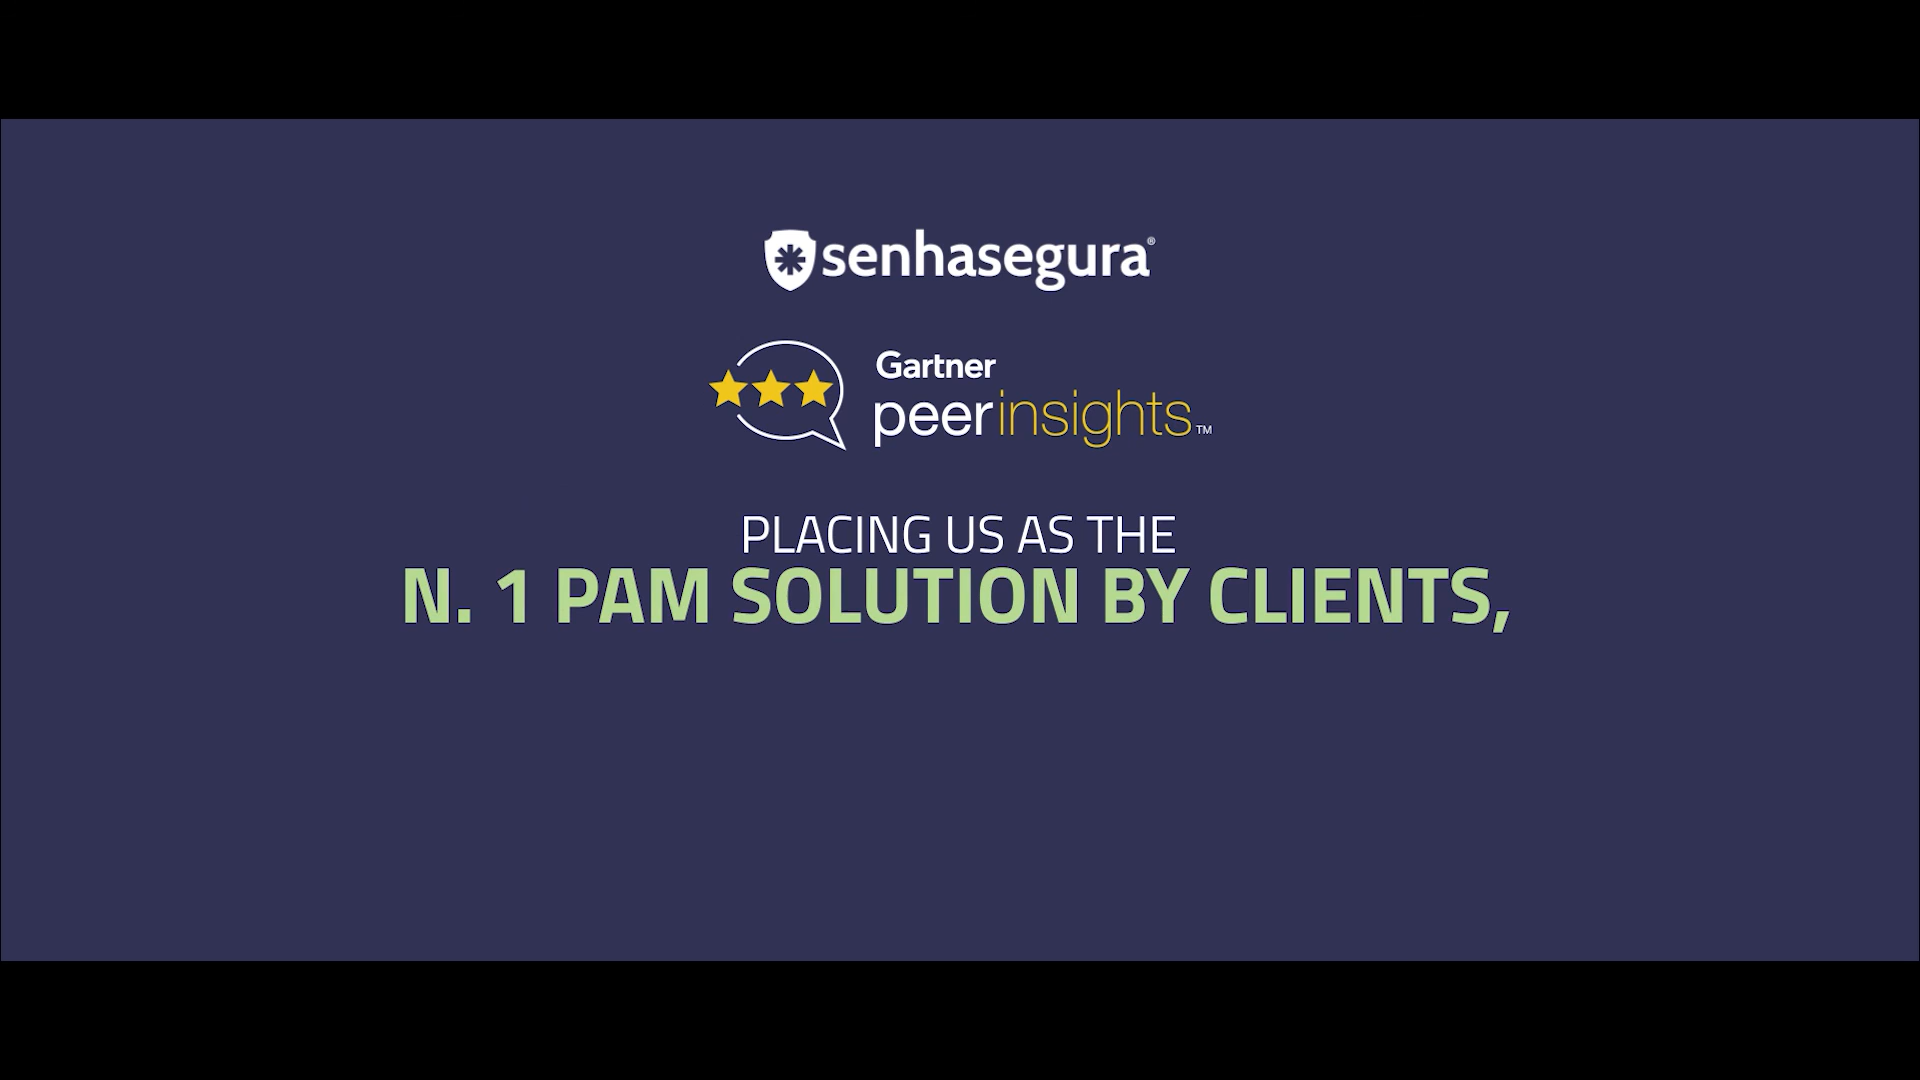 senhasegura®
Gartner
peerinsights™
PLACING US AS THE
N. 1 PAM SOLUTION BY CLIENTS,